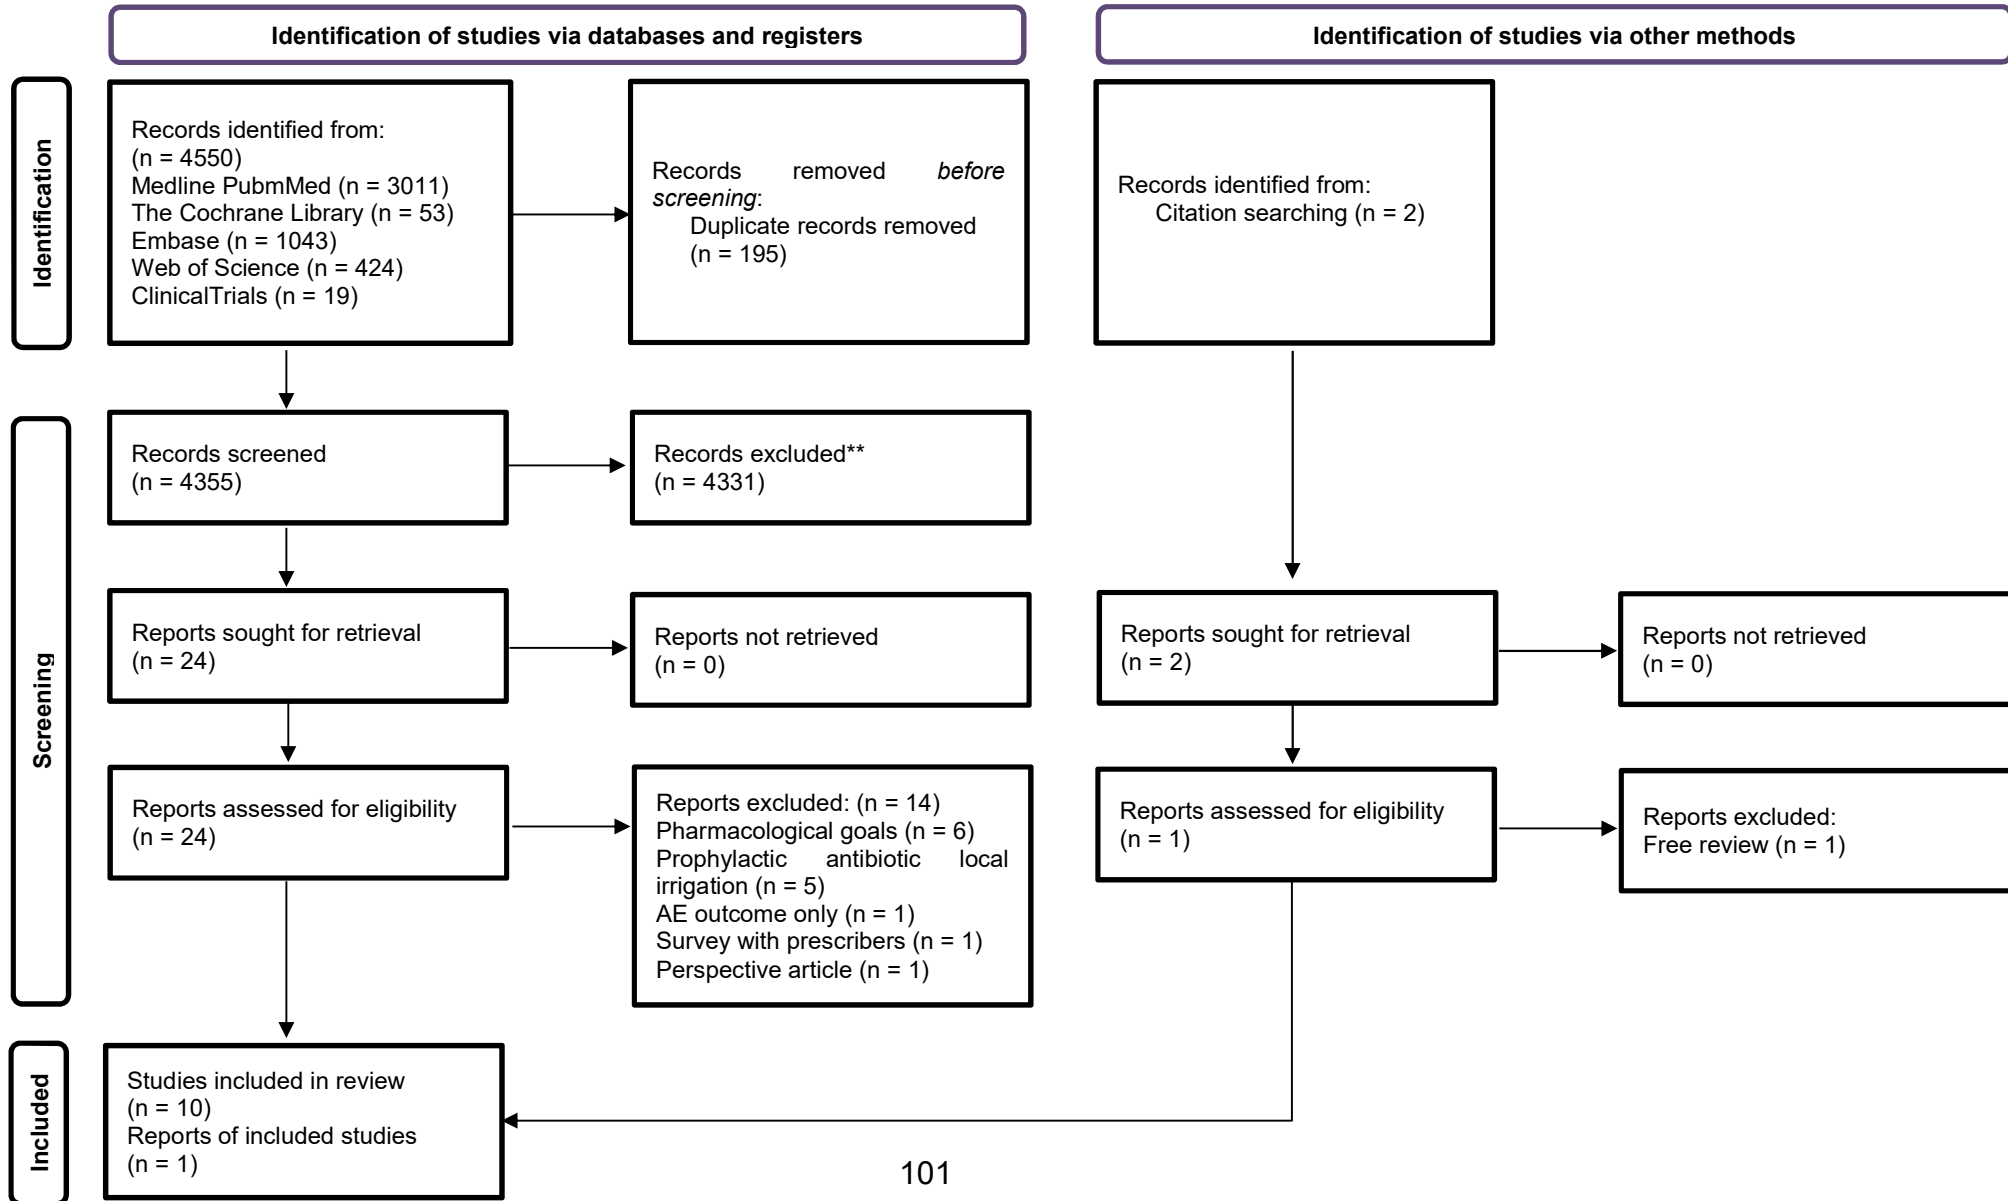 Identification of studies via databases and registers
Identification of studies via other methods
Identification
Records identified from:
(n = 4550)
Medline PubmMed (n = 3011)
The Cochrane Library (n = 53)
Embase (n = 1043)
Web of Science (n = 424)
ClinicalTrials (n = 19)
Records removed before
screening:
Duplicate records removed
(n = 195)
Records identified from:
Citation searching (n = 2)
Screening
Records screened
(n = 4355)
Records excluded**
(n = 4331)
Reports sought for retrieval
(n = 24)
Reports not retrieved
(n = 0)
Reports sought for retrieval
(n = 2)
Reports not retrieved
(n = 0)
Reports assessed for eligibility
(n = 24)
Reports excluded: (n = 14)
Pharmacological goals (n = 6)
Prophylactic antibiotic local
irrigation (n = 5)
AE outcome only (n = 1)
Survey with prescribers (n = 1)
Perspective article (n = 1)
Reports assessed for eligibility
(n = 1)
Reports excluded:
Free review (n = 1)
Included
Studies included in review
(n = 10)
Reports of included studies
(n = 1)
101